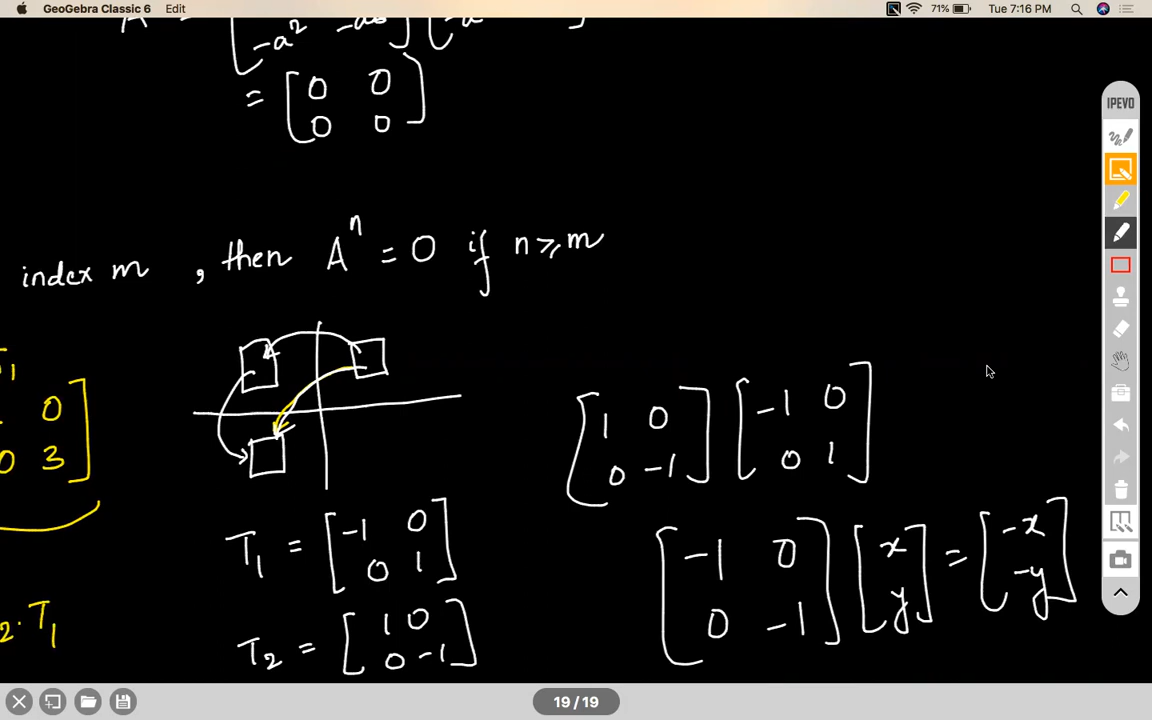 GeoGebra Classic 6 Edit 71% Tue 7:16 PM
-a²
= [0 0
0 0]
IPEVO
index m , then Aⁿ = 0 if n ⩾ m
0
0 3
[1 0
0 -1] [-1 0
0 1]
T₁ = [-1 0
0 1]
[-1 0
0 -1] [x
y] = [-x
-y]
T₂ = [1 0
0 -1]
₂ · T₁
19 / 19